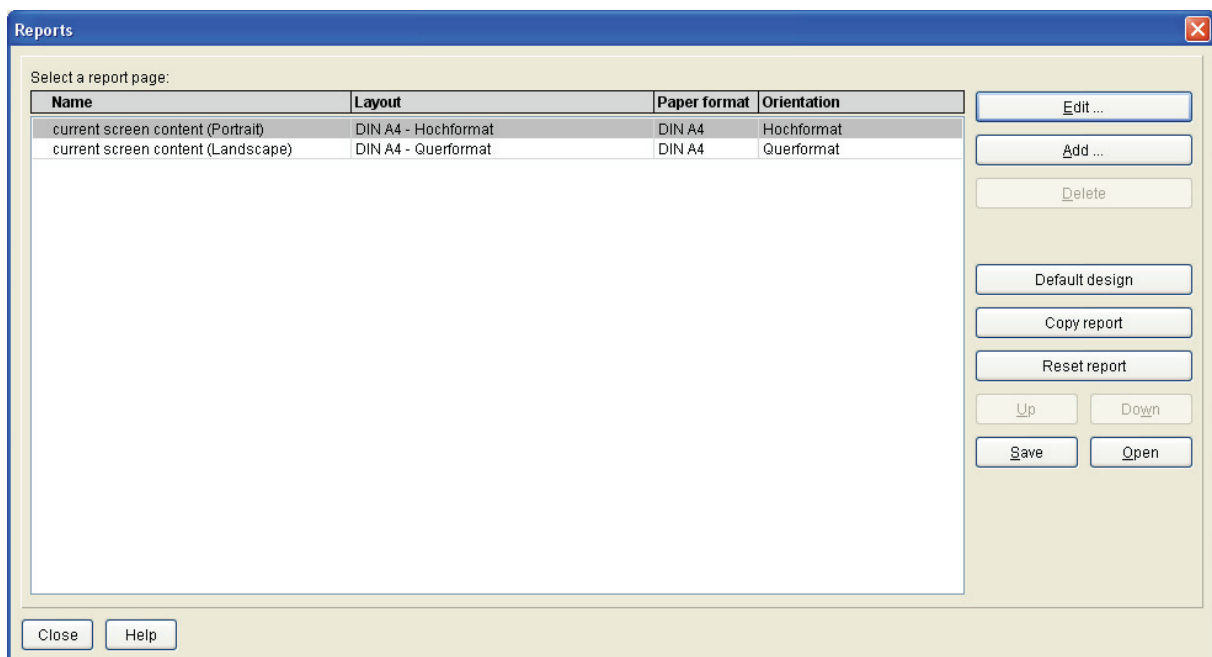 Reports
Select a report page:
Name Layout Paper format Orientation
current screen content (Portrait) DIN A4 - Hochformat DIN A4 Hochformat
current screen content (Landscape) DIN A4 - Querformat DIN A4 Querformat
Edit ...
Add ...
Delete
Default design
Copy report
Reset report
Up Down
Save Open
Close Help